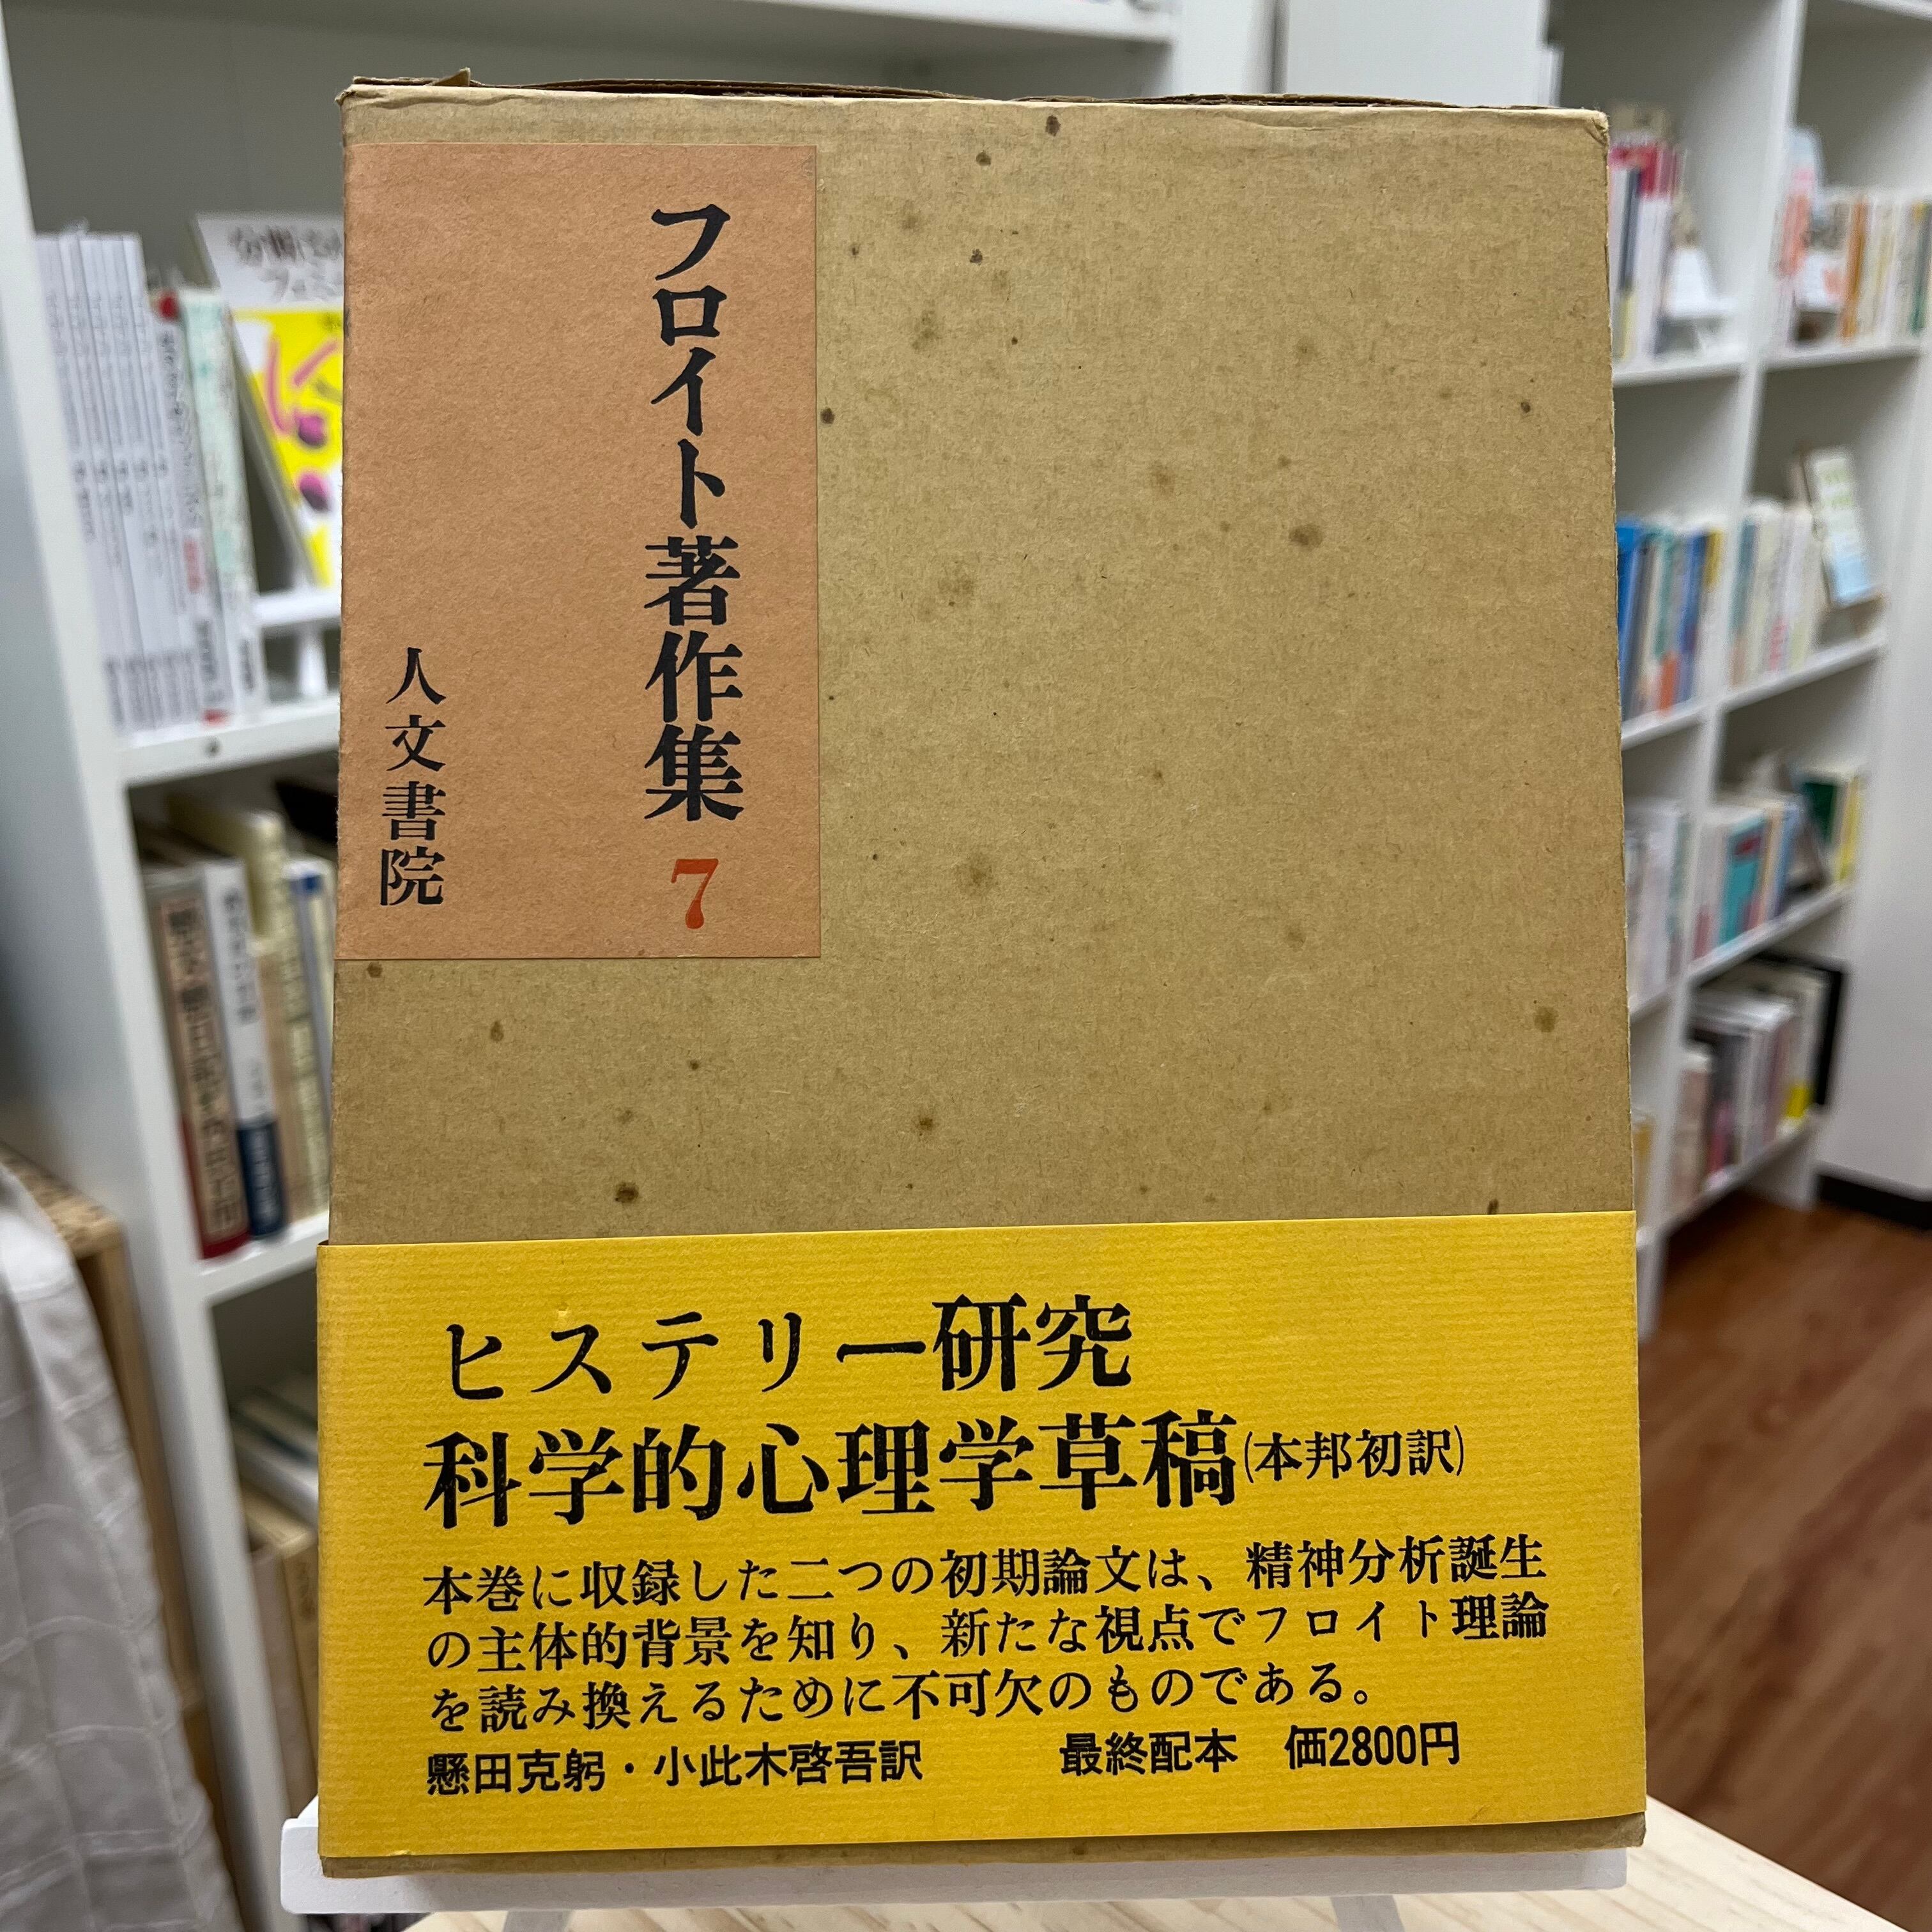 フロイト著作集 7
人文書院
ヒステリー研究
科学的心理学草稿(本邦初訳)
本巻に収録した二つの初期論文は、精神分析誕生
の主体的背景を知り、新たな視点でフロイト理論
を読み換えるために不可欠のものである。
懸田克躬・小此木啓吾訳 最終配本 価2800円